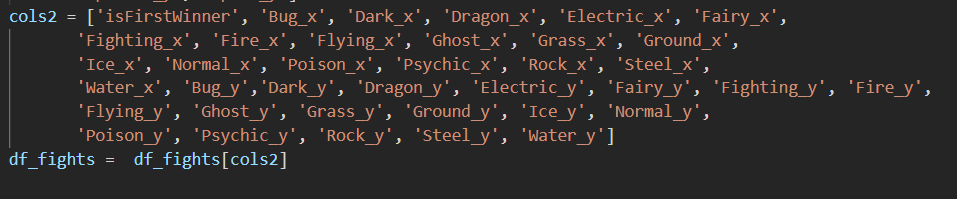 cols2 = ['isFirstWinner', 'Bug_x', 'Dark_x', 'Dragon_x', 'Electric_x', 'Fairy_x',
'Fighting_x', 'Fire_x', 'Flying_x', 'Ghost_x', 'Grass_x', 'Ground_x',
'Ice_x', 'Normal_x', 'Poison_x', 'Psychic_x', 'Rock_x', 'Steel_x',
'Water_x', 'Bug_y','Dark_y', 'Dragon_y', 'Electric_y', 'Fairy_y', 'Fighting_y', 'Fire_y',
'Flying_y', 'Ghost_y', 'Grass_y', 'Ground_y', 'Ice_y', 'Normal_y',
'Poison_y', 'Psychic_y', 'Rock_y', 'Steel_y', 'Water_y']
df_fights =  df_fights[cols2]